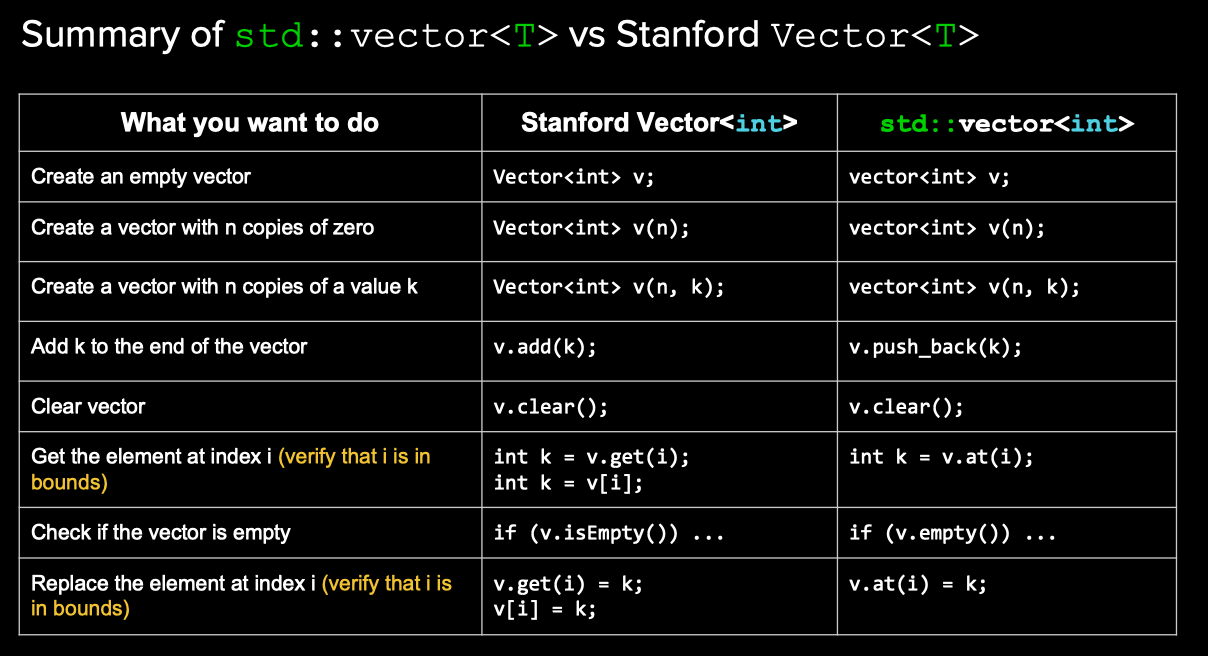 Summary of std::vector<T> vs Stanford Vector<T>
What you want to do
Stanford Vector<int>
std::vector<int>
Create an empty vector
Vector<int> v;
vector<int> v;
Create a vector with n copies of zero
Vector<int> v(n);
vector<int> v(n);
Create a vector with n copies of a value k
Vector<int> v(n, k);
vector<int> v(n, k);
Add k to the end of the vector
v.add(k);
v.push_back(k);
Clear vector
v.clear();
v.clear();
Get the element at index i (verify that i is in
bounds)
int k = v.get(i);
int k = v[i];
int k = v.at(i);
Check if the vector is empty
if (v.isEmpty()) ...
if (v.empty()) ...
Replace the element at index i (verify that i is
in bounds)
v.get(i) = k;
v[i] = k;
v.at(i) = k;